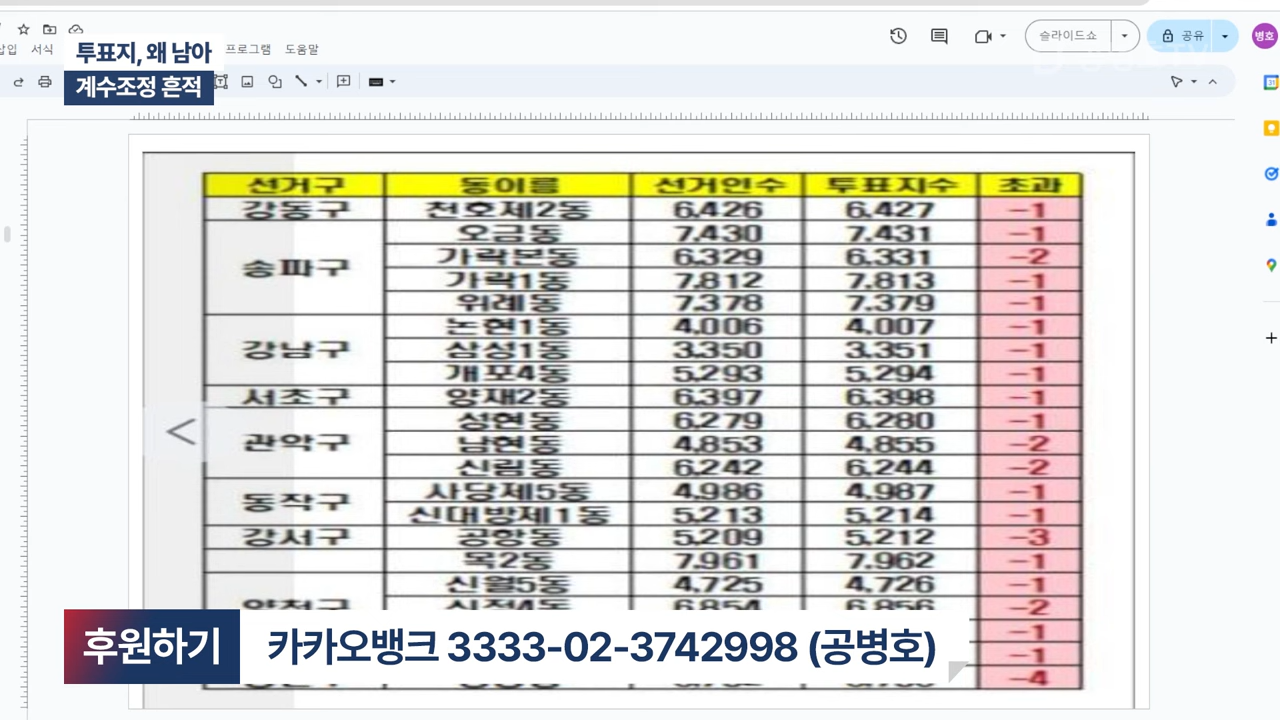 삽입 서식
프로그램 도움말
슬라이드쇼
공유
병호
투표지, 왜 남아
계수조정 흔적
선거구 동이름 선거인수 투표지수 초과
강동구 천호제2동 6,426 6,427 -1
송파구 오금동 7,430 7,431 -1
가락본동 6,329 6,331 -2
가락1동 7,812 7,813 -1
위례동 7,378 7,379 -1
강남구 논현1동 4,006 4,007 -1
삼성1동 3,350 3,351 -1
개포4동 5,293 5,294 -1
서초구 양재2동 6,397 6,398 -1
관악구 성현동 6,279 6,280 -1
남현동 4,853 4,855 -2
신림동 6,242 6,244 -2
동작구 사당제5동 4,986 4,987 -1
신대방제1동 5,213 5,214 -1
강서구 공항동 5,209 5,212 -3
목2동 7,961 7,962 -1
신월5동 4,725 4,726 -1
양천구 신정4동 6,854 6,856 -2
-1
-1
-4
후원하기 카카오뱅크 3333-02-3742998 (공병호)